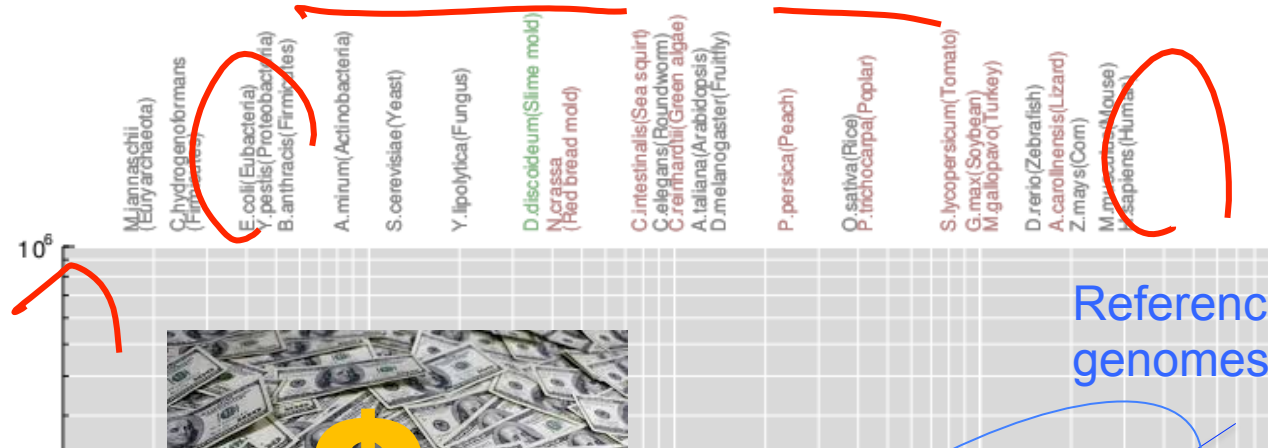 M.jannaschii
(Euryarchaeota)
C.hydrogenoformans
(Firmicutes)
E.coli(Eubacteria)
Y.pestis(Proteobacteria)
B.anthracis(Firmicutes)
A.mirum(Actinobacteria)
S.cerevisiae(Yeast)
Y.lipolytica(Fungus)
D.discoideum(Slime mold)
N.crassa
(Red bread mold)
C.intestinalis(Sea squirt)
C.elegans(Roundworm)
C.reinhardtii(Green algae)
A.taliana(Arabidopsis)
D.melanogaster(Fruitfly)
P.persica(Peach)
O.sativa(Rice)
P.trichocarpa(Poplar)
S.lycopersicum(Tomato)
G.max(Soybean)
M.gallopavo(Turkey)
D.rerio(Zebrafish)
A.carolinensis(Lizard)
Z.mays(Corn)
M.musculus(Mouse)
H.sapiens(Human)
10⁶
Referenc
genomes
$